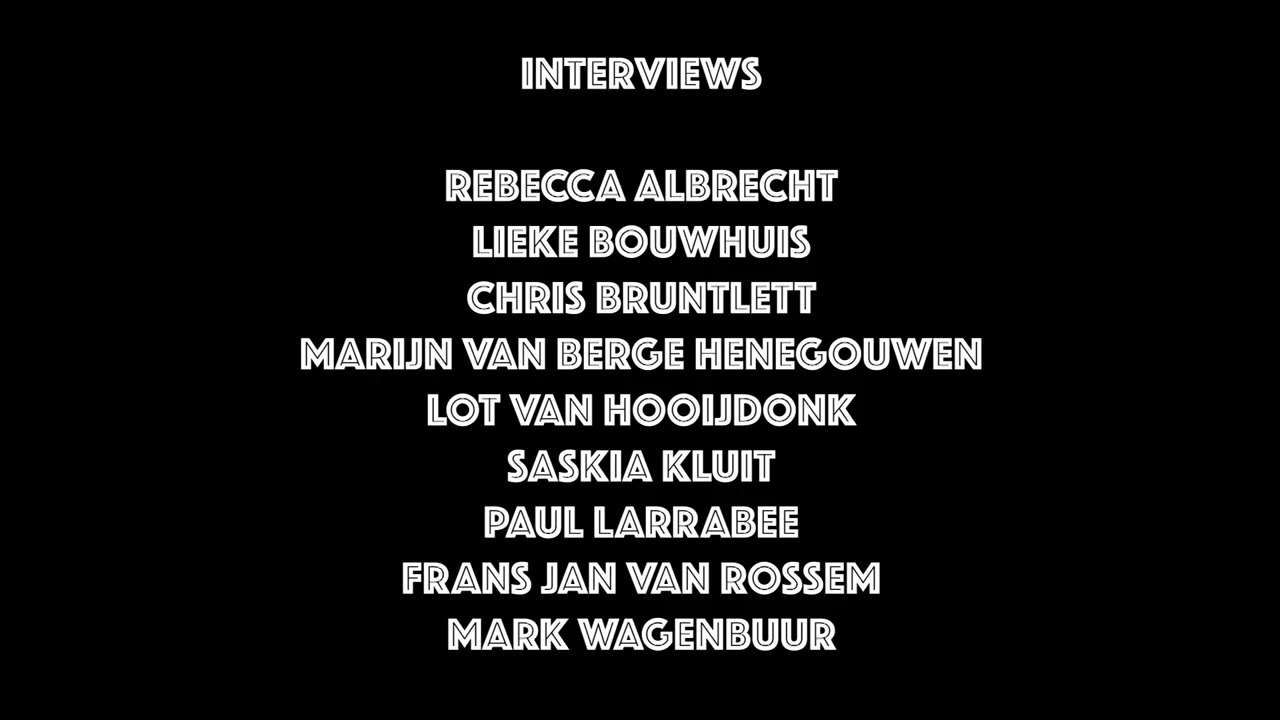 INTERVIEWS
REBECCA ALBRECHT
LIEKE BOUWHUIS
CHRIS BRUNTLETT
MARIJN VAN BERGE HENEGOUWEN
LOT VAN HOOIJDONK
SASKIA KLUIT
PAUL LARRABEE
FRANS JAN VAN ROSSEM
MARK WAGENBUUR